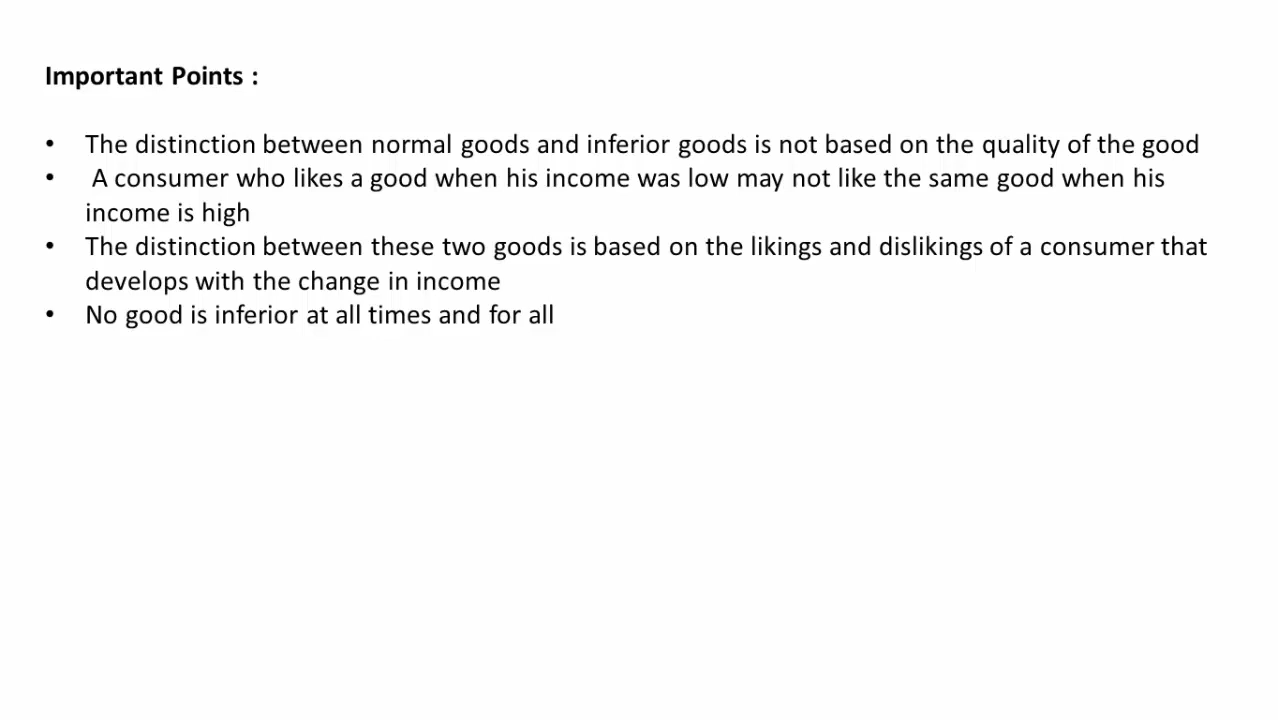 Important Points :
• The distinction between normal goods and inferior goods is not based on the quality of the good
• A consumer who likes a good when his income was low may not like the same good when his
income is high
• The distinction between these two goods is based on the likings and dislikings of a consumer that
develops with the change in income
• No good is inferior at all times and for all